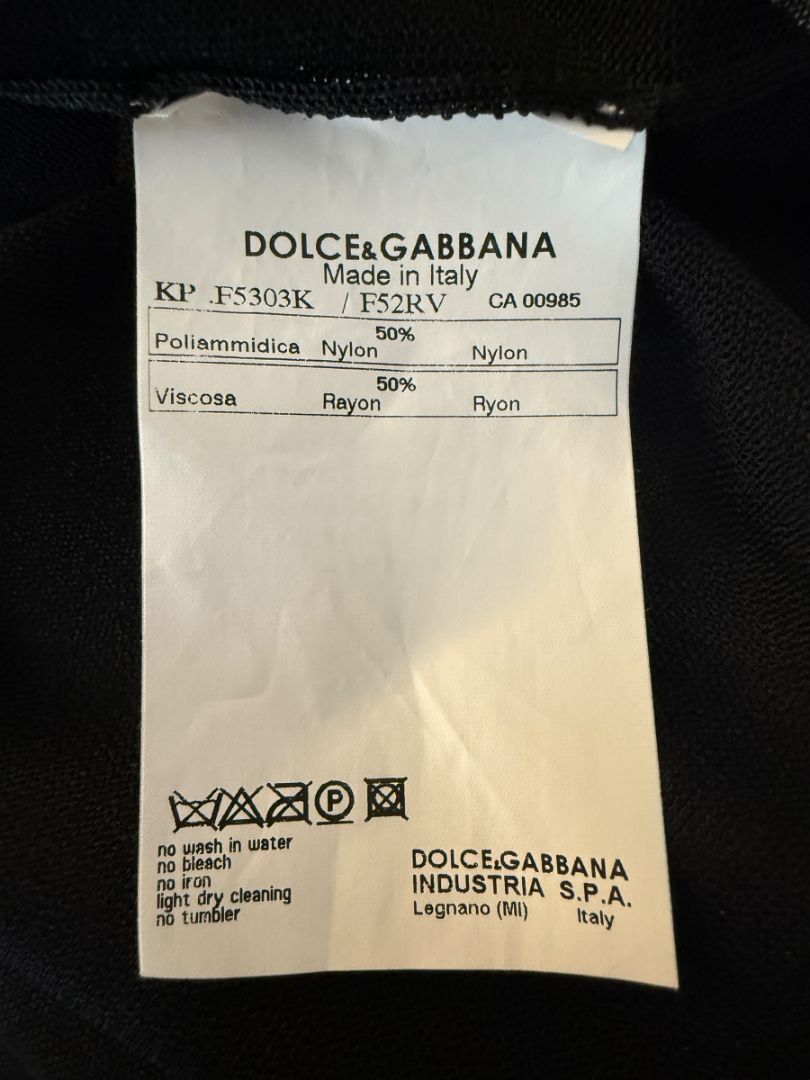 DOLCE&GABBANA
Made in Italy
KP .F5303K / F52RV CA 00985
50%
Poliammidica Nylon Nylon
50%
Viscosa Rayon Ryon
P
no wash in water
no bleach
no iron
light dry cleaning
no tumbler
DOLCE&GABBANA
INDUSTRIA S.P.A.
Legnano (MI) Italy